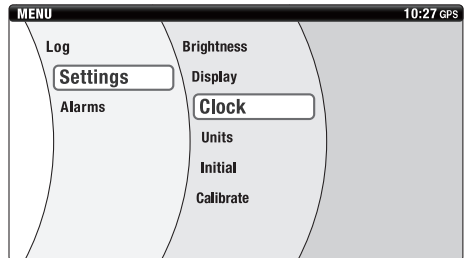 MENU 10:27 GPS
Log
Settings
Alarms
Brightness
Display
Clock
Units
Initial
Calibrate